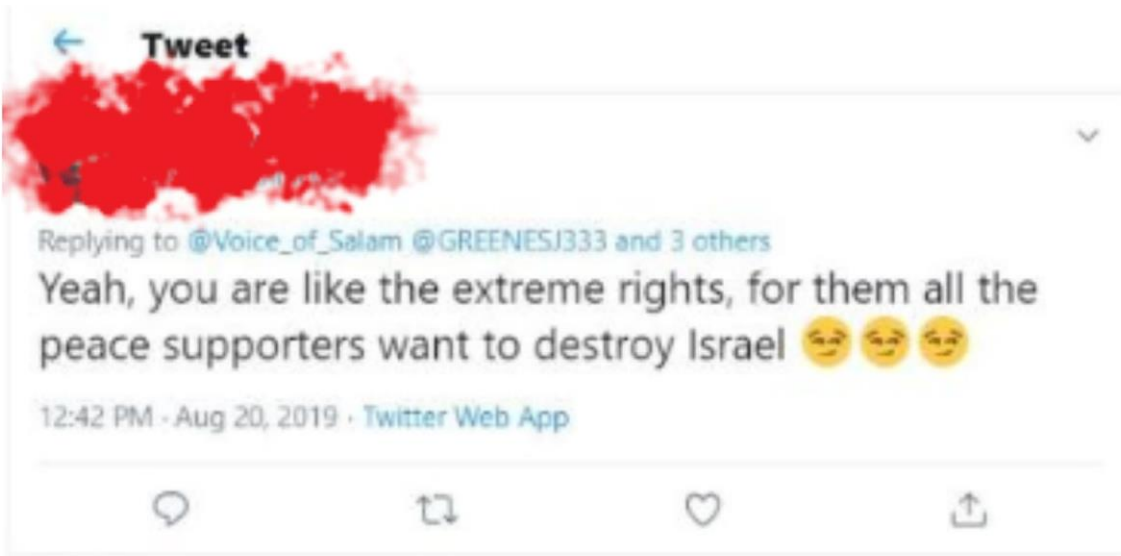 Tweet
Replying to @Voice_of_Salam @GREENESJ333 and 3 others
Yeah, you are like the extreme rights, for them all the
peace supporters want to destroy Israel 😏😏😏
12:42 PM · Aug 20, 2019 · Twitter Web App